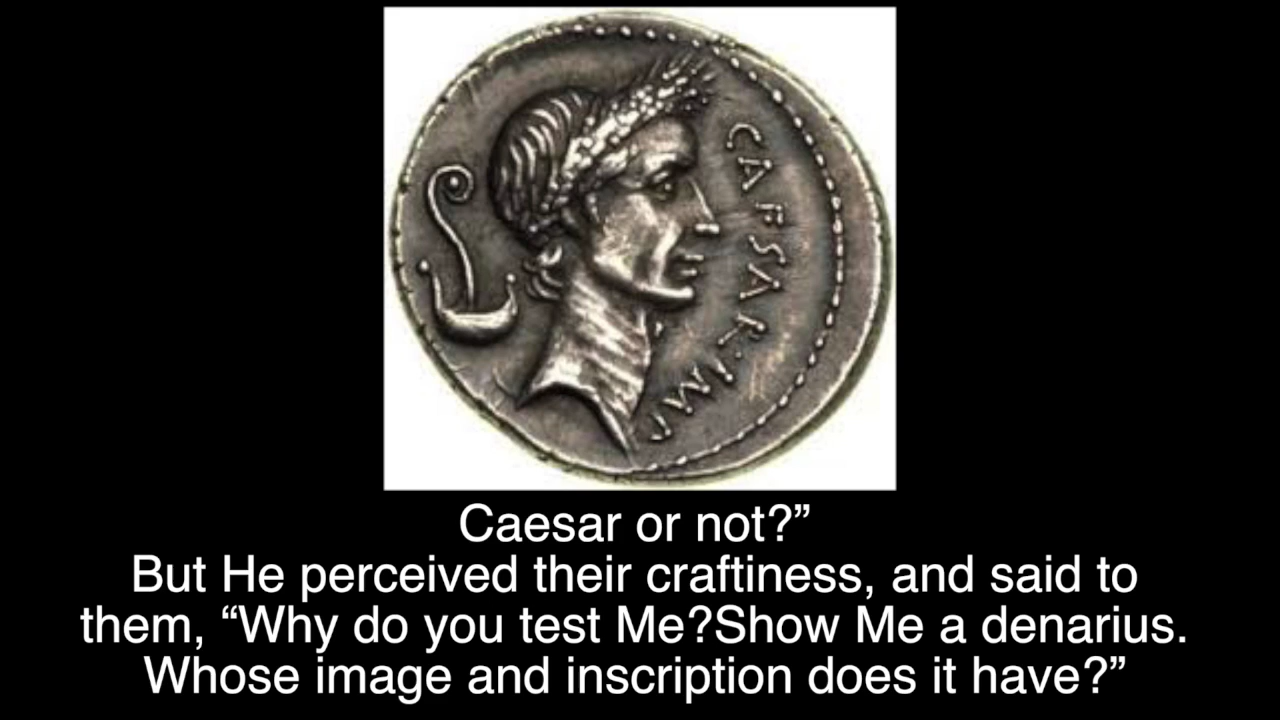 CAESAR·IMP
Caesar or not?”
But He perceived their craftiness, and said to
them, “Why do you test Me?Show Me a denarius.
Whose image and inscription does it have?”